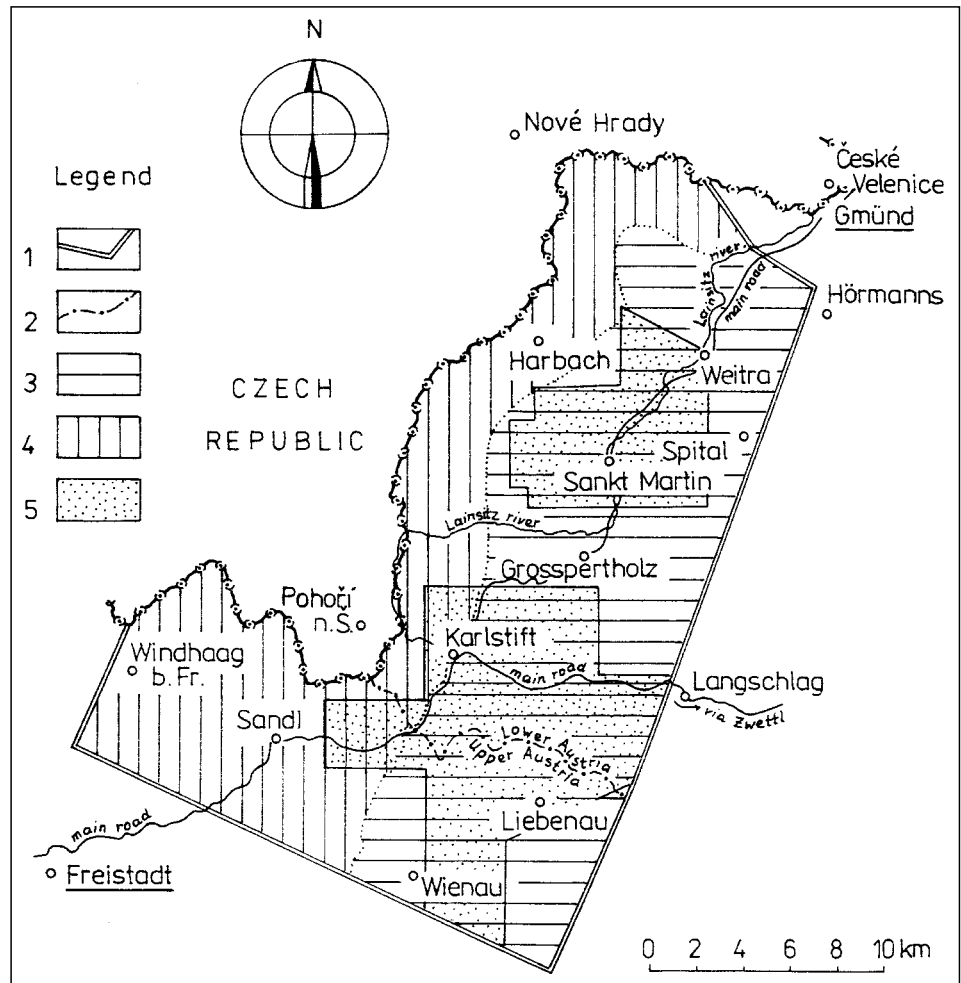 N
Nové Hrady
České
Velenice
Gmünd
Legend
1
2
3
4
5
Lainsitz river
main road
Hörmanns
Harbach
Weitra
CZECH
REPUBLIC
Spital
Sankt Martin
Lainsitz river
Grosspertholz
Pohoří
n.S.
Karlstift
Windhaag
b. Fr.
main road
Langschlag
via Zwettl
Sandl
Lower Austria
Upper Austria
Liebenau
main road
Freistadt
Wienau
0 2 4 6 8 10 km